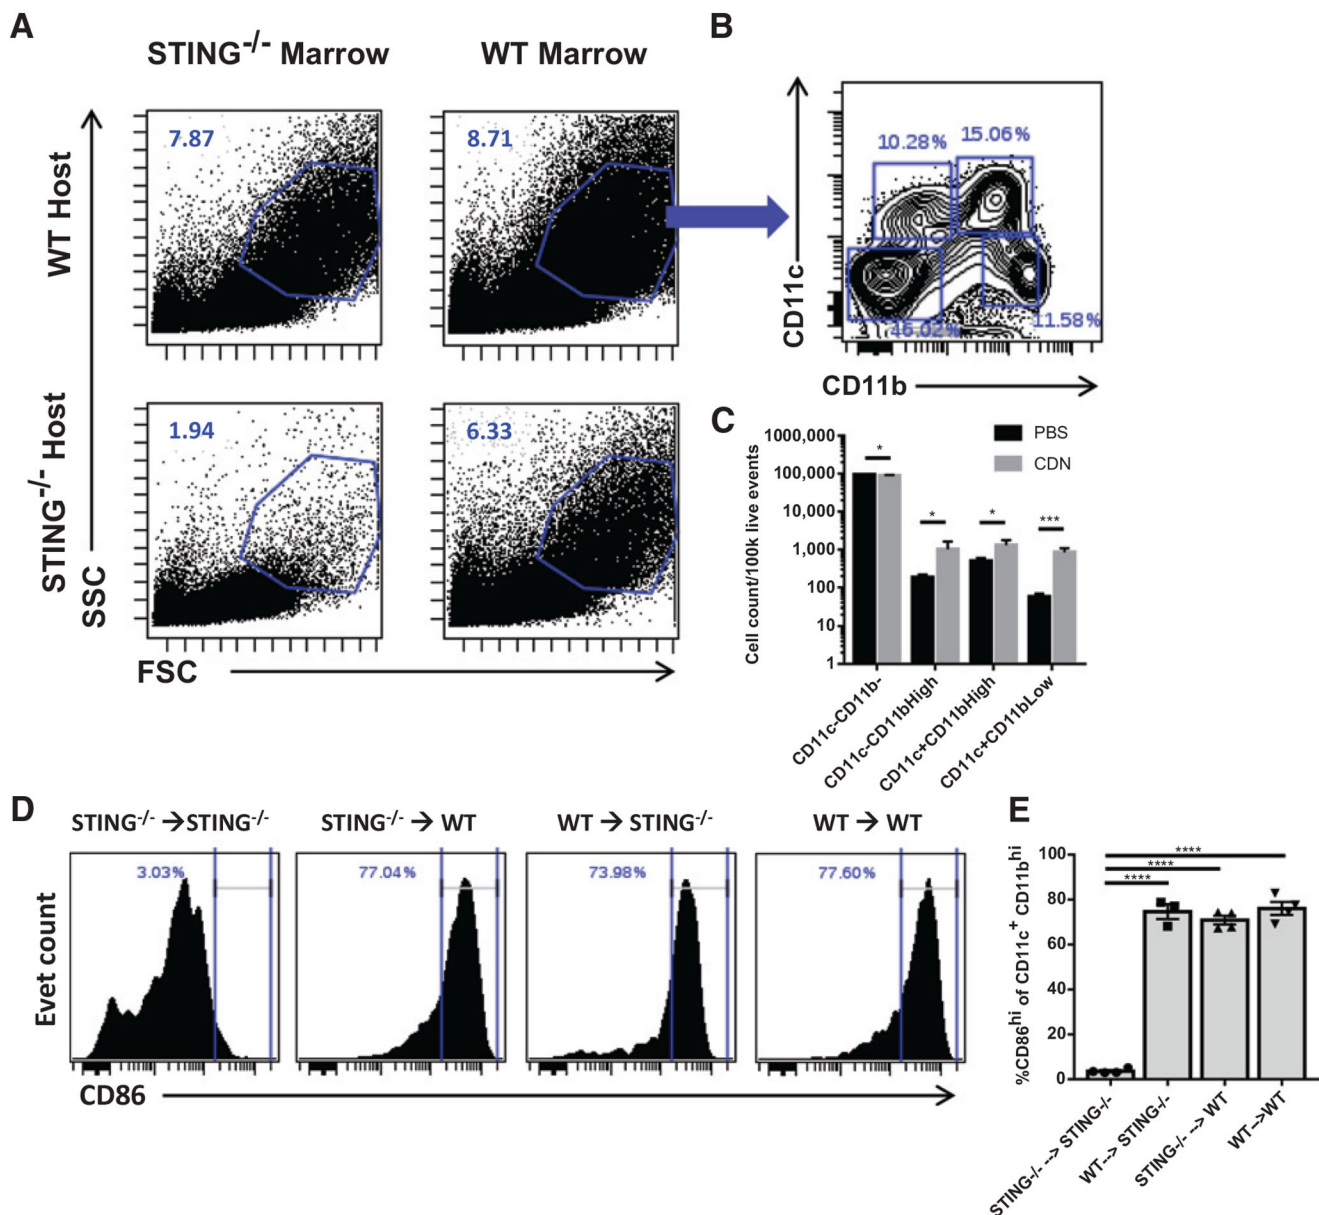 A
STING-/- Marrow
WT Marrow
WT Host
STING-/- Host
SSC
7.87
8.71
1.94
6.33
FSC
B
10.28%
15.06%
46.02%
11.58%
CD11c
CD11b
C
PBS
CDN
Cell count/100k live events
1000,000
100,000
10,000
1,000
100
10
1
*
*
*
***
CD11c-CD11b-
CD11c-CD11bHigh
CD11c+CD11bHigh
CD11c+CD11bLow
D
STING-/- → STING-/-
STING-/- → WT
WT → STING-/-
WT → WT
3.03%
77.04%
73.98%
77.60%
Evet count
CD86
E
%CD86hi of CD11c+ CD11bhi
100
80
60
40
20
0
****
****
****
STING-/- --> STING-/-
WT--> STING-/-
STING-/- --> WT
WT-->WT